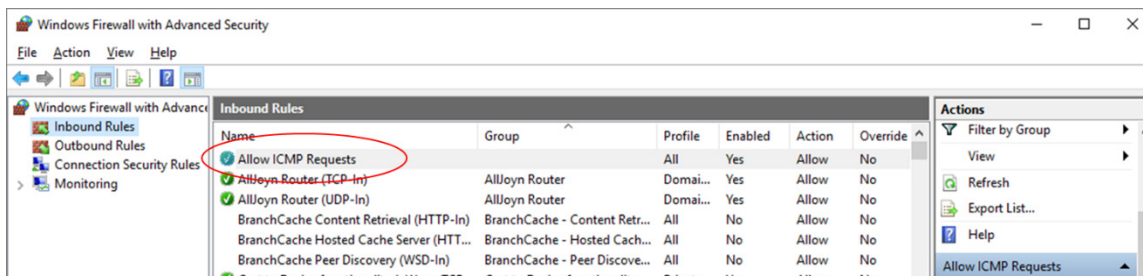 Windows Firewall with Advanced Security
File Action View Help
Windows Firewall with Advance
Inbound Rules
Outbound Rules
Connection Security Rules
Monitoring
Inbound Rules
Name Group Profile Enabled Action Override
Allow ICMP Requests All Yes Allow No
AllJoyn Router (TCP-In) AllJoyn Router Domai... Yes Allow No
AllJoyn Router (UDP-In) AllJoyn Router Domai... Yes Allow No
BranchCache Content Retrieval (HTTP-In) BranchCache - Content Retr... All No Allow No
BranchCache Hosted Cache Server (HTT... BranchCache - Hosted Cach... All No Allow No
BranchCache Peer Discovery (WSD-In) BranchCache - Peer Discove... All No Allow No
Actions
Filter by Group
View
Refresh
Export List...
Help
Allow ICMP Requests